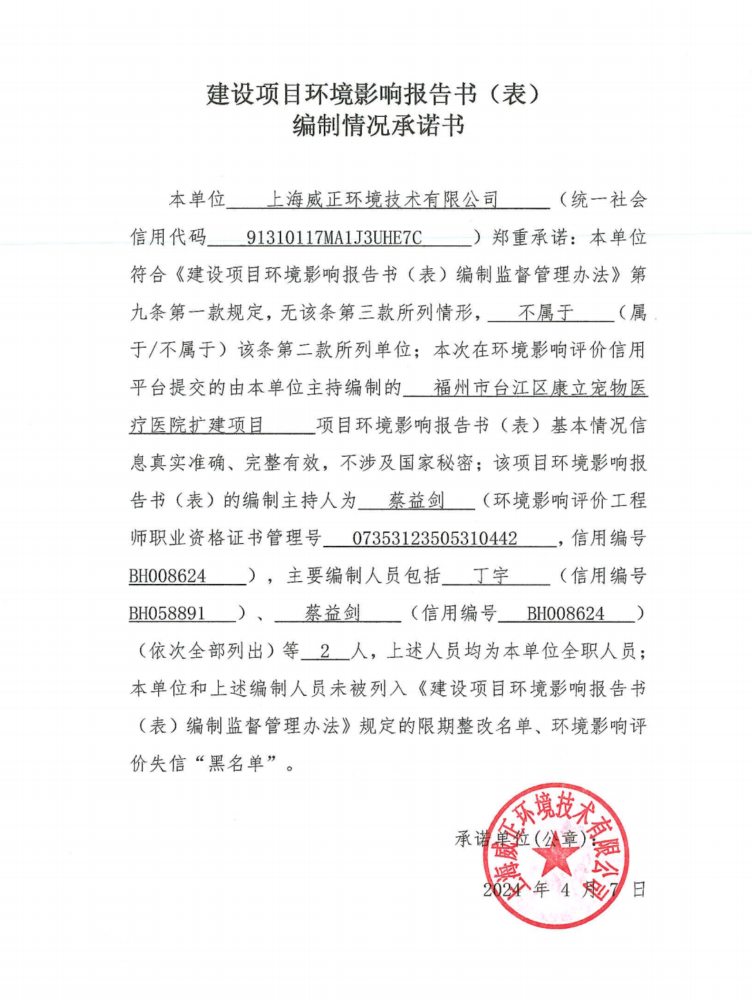 建设项目环境影响报告书（表）
编制情况承诺书
本单位 上海威正环境技术有限公司 （统一社会
信用代码 91310117MA1J3UHE7C ）郑重承诺：本单位
符合《建设项目环境影响报告书（表）编制监督管理办法》第
九条第一款规定，无该条第三款所列情形， 不属于 （属
于/不属于）该条第二款所列单位；本次在环境影响评价信用
平台提交的由本单位主持编制的 福州市台江区康立宠物医
疗医院扩建项目 项目环境影响报告书（表）基本情况信
息真实准确、完整有效，不涉及国家秘密；该项目环境影响报
告书（表）的编制主持人为 蔡益剑 （环境影响评价工程
师职业资格证书管理号 07353123505310442 ，信用编号
BH008624 ），主要编制人员包括 丁宇 （信用编号
BH058891 ）、 蔡益剑 （信用编号 BH008624 ）
（依次全部列出）等 2 人，上述人员均为本单位全职人员；
本单位和上述编制人员未被列入《建设项目环境影响报告书
（表）编制监督管理办法》规定的限期整改名单、环境影响评
价失信“黑名单”。
承诺单位(公章)：
2024 年 4 月 7 日
上海威正环境技术有限公司